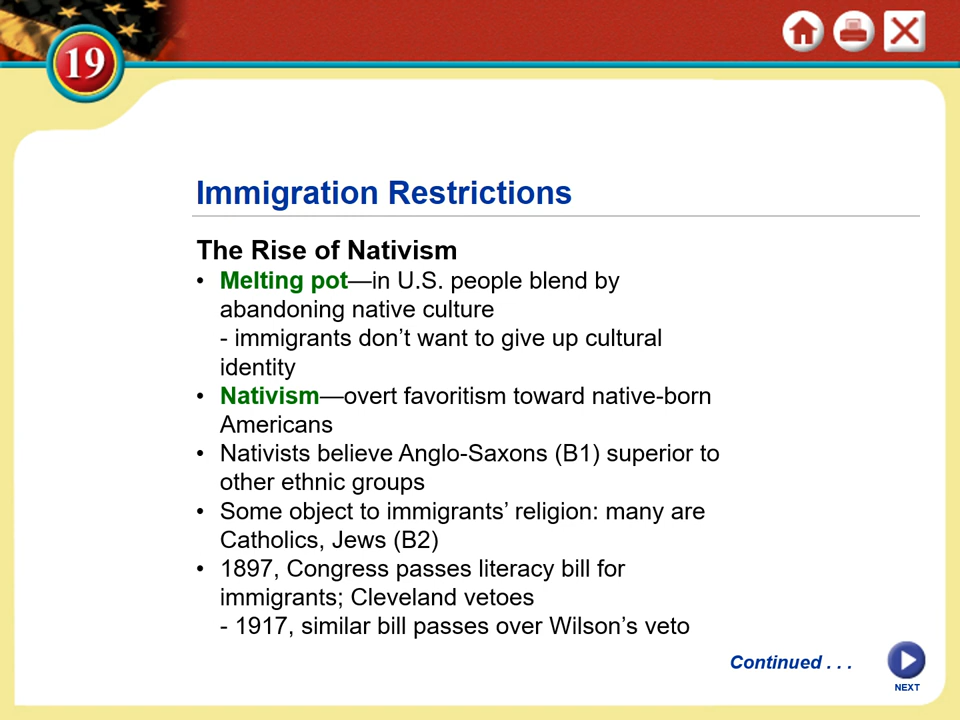 19
Immigration Restrictions
The Rise of Nativism
• Melting pot—in U.S. people blend by
abandoning native culture
- immigrants don’t want to give up cultural
identity
• Nativism—overt favoritism toward native-born
Americans
• Nativists believe Anglo-Saxons (B1) superior to
other ethnic groups
• Some object to immigrants’ religion: many are
Catholics, Jews (B2)
• 1897, Congress passes literacy bill for
immigrants; Cleveland vetoes
- 1917, similar bill passes over Wilson’s veto
Continued . . .
NEXT